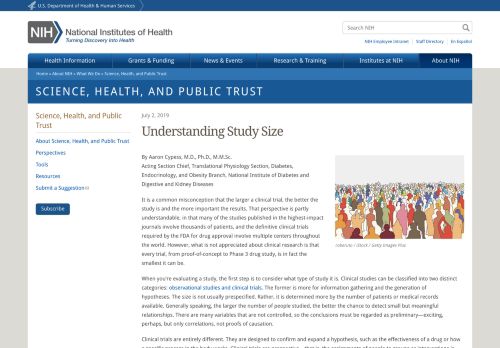 U.S. Department of Health & Human Services
Search NIH
NIH National Institutes of Health
Turning Discovery Into Health
NIH Employee Intranet | Staff Directory | En Español
Health Information
Grants & Funding
News & Events
Research & Training
Institutes at NIH
About NIH
Home » About NIH » What We Do » Science, Health, and Public Trust
SCIENCE, HEALTH, AND PUBLIC TRUST
Science, Health, and Public
Trust
About Science, Health, and Public Trust
Perspectives
Tools
Resources
Submit a Suggestion
Subscribe
July 2, 2019
Understanding Study Size
By Aaron Cypess, M.D., Ph.D., M.M.Sc.
Acting Section Chief, Translational Physiology Section, Diabetes,
Endocrinology, and Obesity Branch, National Institute of Diabetes and
Digestive and Kidney Diseases
roberuto / iStock / Getty Images Plus
It is a common misconception that the larger a clinical trial, the better the
study is and the more important the results. That perspective is partly
understandable, in that many of the studies published in the highest-impact
journals involve thousands of patients, and the definitive clinical trials
required by the FDA for drug approval involve multiple centers throughout
the world. However, what is not appreciated about clinical research is that
every trial, from proof-of-concept to Phase 3 drug study, is in fact the
smallest it can be.
When you're evaluating a study, the first step is to consider what type of study it is. Clinical studies can be classified into two distinct
categories: observational studies and clinical trials. The former is more for information gathering and the generation of
hypotheses. The size is not usually prespecified. Rather, it is determined more by the number of patients or medical records
available. Generally speaking, the larger the number of people studied, the better the chance to detect small but meaningful
relationships. There are many variables that are not controlled, so the conclusions must be regarded as preliminary—exciting,
perhaps, but only correlations, not proofs of causation.
Clinical trials are entirely different. They are designed to confirm and expand a hypothesis, such as the effectiveness of a drug or how